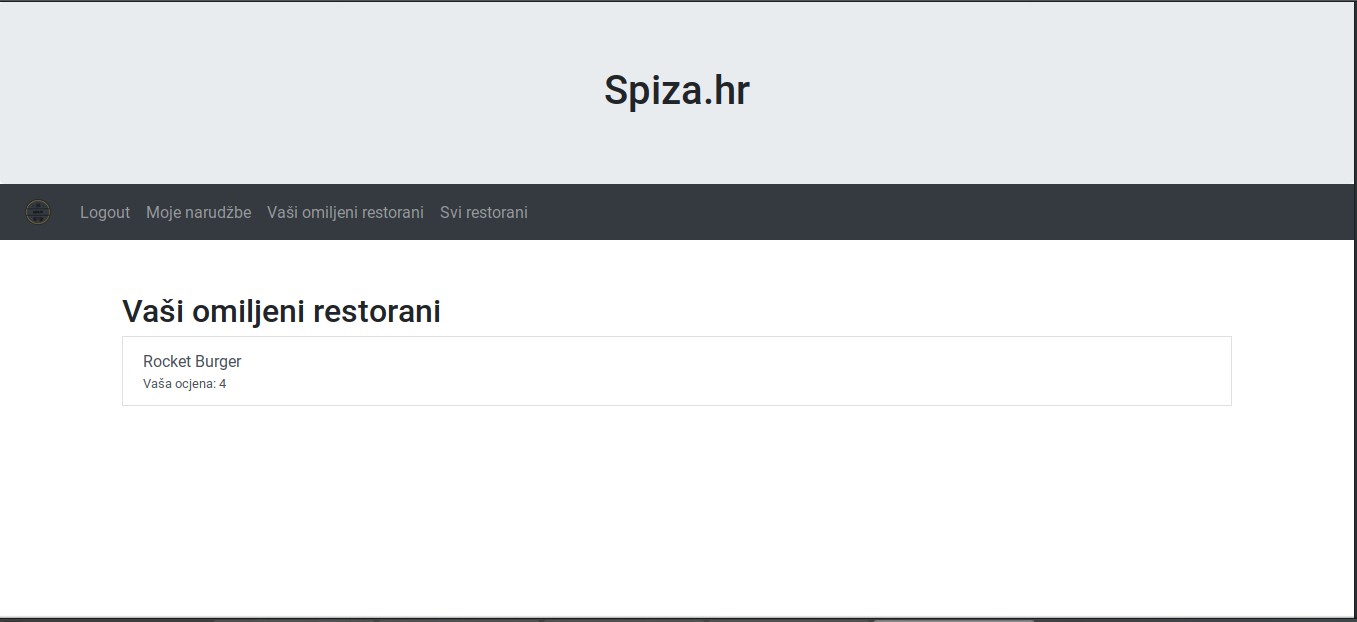 Spiza.hr
Logout Moje narudžbe Vaši omiljeni restorani Svi restorani
Vaši omiljeni restorani
Rocket Burger
Vaša ocjena: 4